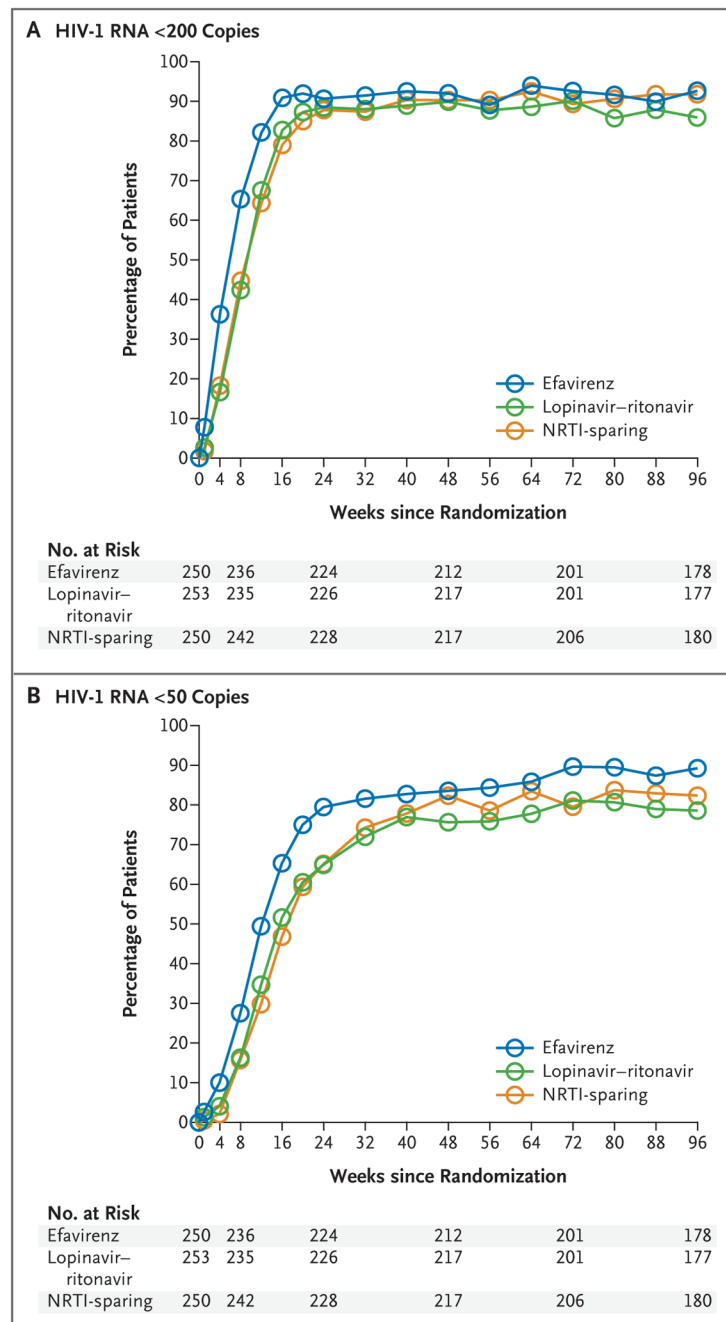 A HIV-1 RNA <200 Copies
100
90
80
70
60
50
40
30
20
10
0
Prercentage of Patients
Efavirenz
Lopinavir–ritonavir
NRTI-sparing
0 4 8 16 24 32 40 48 56 64 72 80 88 96
Weeks since Randomization
No. at Risk
Efavirenz 250 236 224 212 201 178
Lopinavir– 253 235 226 217 201 177
ritonavir
NRTI-sparing 250 242 228 217 206 180
B HIV-1 RNA <50 Copies
100
90
80
70
60
50
40
30
20
10
0
Percentage of Patients
Efavirenz
Lopinavir–ritonavir
NRTI-sparing
0 4 8 16 24 32 40 48 56 64 72 80 88 96
Weeks since Randomization
No. at Risk
Efavirenz 250 236 224 212 201 178
Lopinavir– 253 235 226 217 201 177
ritonavir
NRTI-sparing 250 242 228 217 206 180